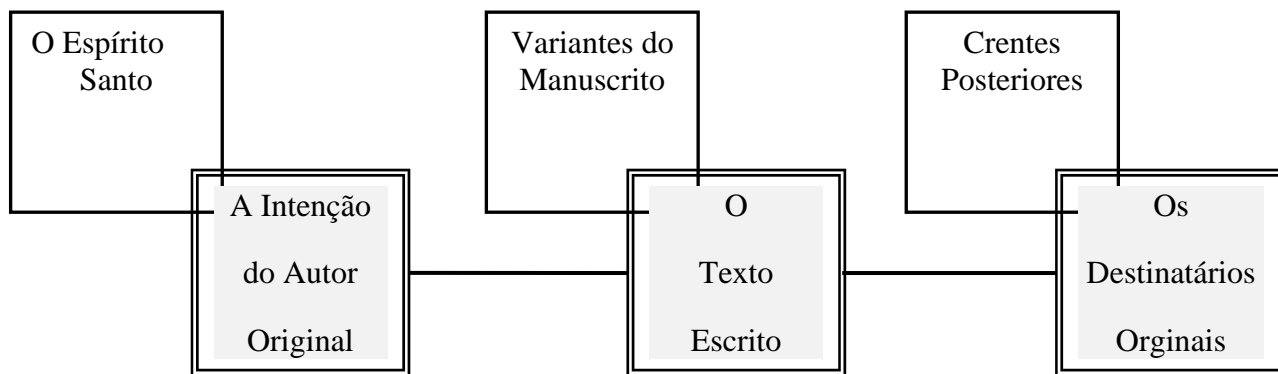 O Espírito
Santo
Variantes do
Manuscrito
Crentes
Posteriores
A Intenção
do Autor
Original
O
Texto
Escrito
Os
Destinatários
Orginais